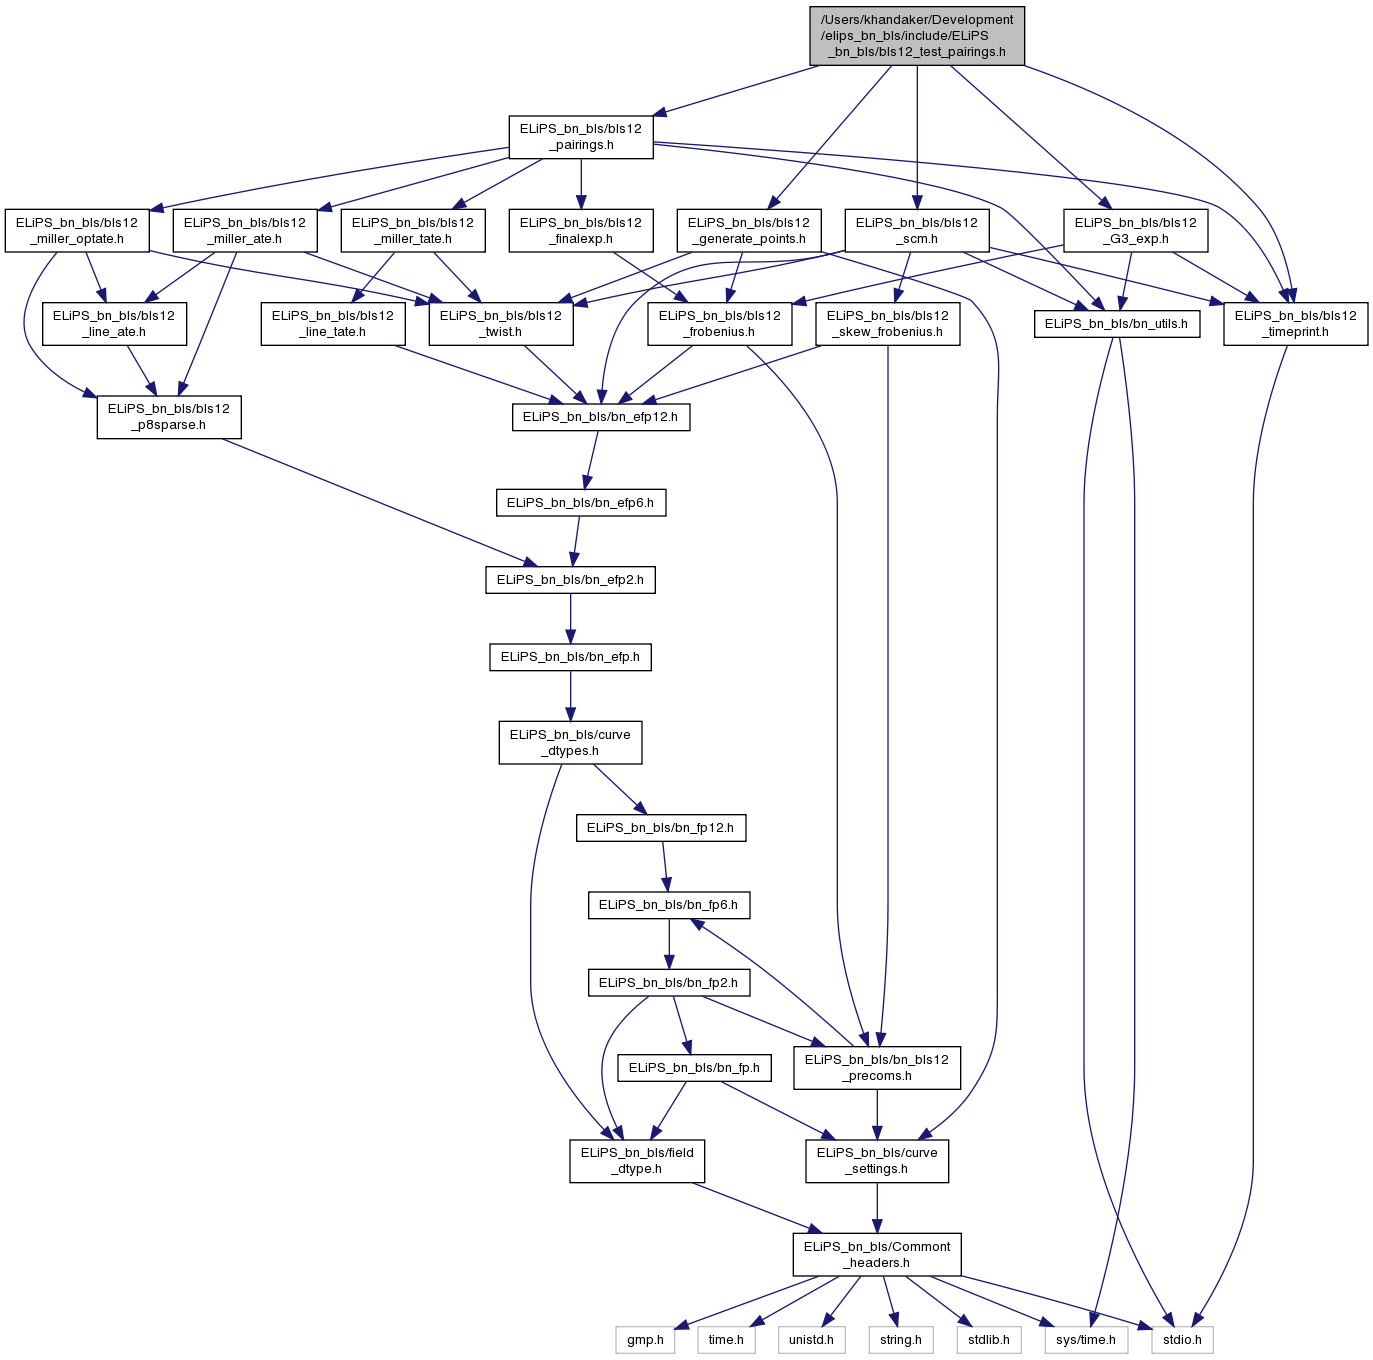 /Users/khandaker/Development
/elips_bn_bls/include/ELiPS
_bn_bls/bls12_test_pairings.h
ELiPS_bn_bls/bls12
_pairings.h
ELiPS_bn_bls/bls12
_miller_optate.h
ELiPS_bn_bls/bls12
_miller_ate.h
ELiPS_bn_bls/bls12
_miller_tate.h
ELiPS_bn_bls/bls12
_finalexp.h
ELiPS_bn_bls/bls12
_generate_points.h
ELiPS_bn_bls/bls12
_scm.h
ELiPS_bn_bls/bls12
_G3_exp.h
ELiPS_bn_bls/bls12
_line_ate.h
ELiPS_bn_bls/bls12
_line_tate.h
ELiPS_bn_bls/bls12
_twist.h
ELiPS_bn_bls/bls12
_frobenius.h
ELiPS_bn_bls/bls12
_skew_frobenius.h
ELiPS_bn_bls/bn_utils.h
ELiPS_bn_bls/bls12
_timeprint.h
ELiPS_bn_bls/bls12
_p8sparse.h
ELiPS_bn_bls/bn_efp12.h
ELiPS_bn_bls/bn_efp6.h
ELiPS_bn_bls/bn_efp2.h
ELiPS_bn_bls/bn_efp.h
ELiPS_bn_bls/curve
_dtypes.h
ELiPS_bn_bls/bn_fp12.h
ELiPS_bn_bls/bn_fp6.h
ELiPS_bn_bls/bn_fp2.h
ELiPS_bn_bls/bn_fp.h
ELiPS_bn_bls/bn_bls12
_precoms.h
ELiPS_bn_bls/field
_dtype.h
ELiPS_bn_bls/curve
_settings.h
ELiPS_bn_bls/Commont
_headers.h
gmp.h
time.h
unistd.h
string.h
stdlib.h
sys/time.h
stdio.h